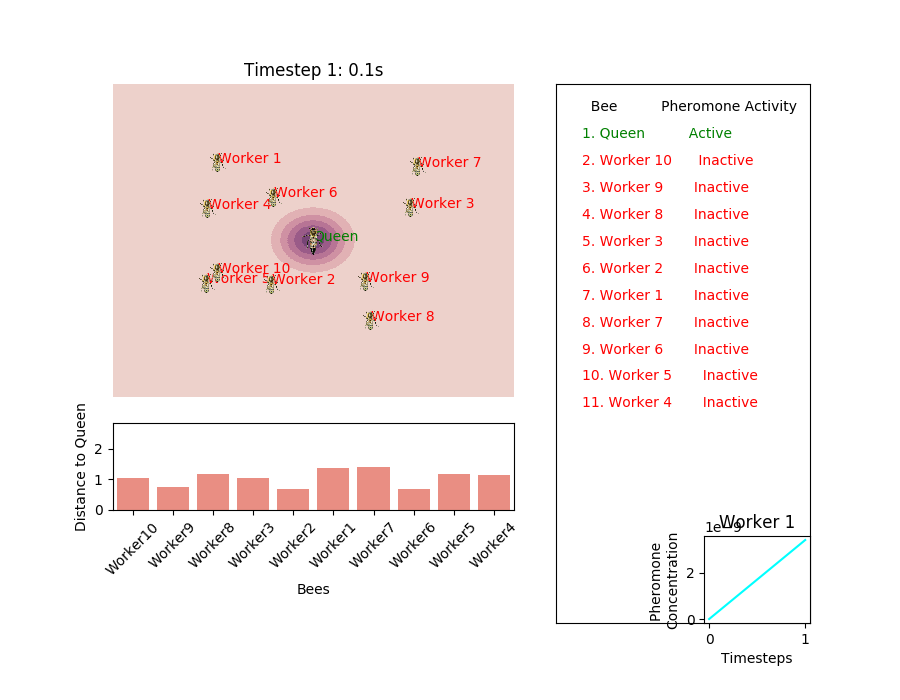 Timestep 1: 0.1s
Worker 1
Worker 7
Worker 6
Worker 4
Worker 3
Queen
Worker 10
Worker 5
Worker 2
Worker 9
Worker 8
Bee Pheromone Activity
1. Queen Active
2. Worker 10 Inactive
3. Worker 9 Inactive
4. Worker 8 Inactive
5. Worker 3 Inactive
6. Worker 2 Inactive
7. Worker 1 Inactive
8. Worker 7 Inactive
9. Worker 6 Inactive
10. Worker 5 Inactive
11. Worker 4 Inactive
Distance to Queen
2
1
0
Worker10
Worker9
Worker8
Worker3
Worker2
Worker1
Worker7
Worker6
Worker5
Worker4
Bees
Worker 1
1e−9
Pheromone
Concentration
2
0
0 1
Timesteps